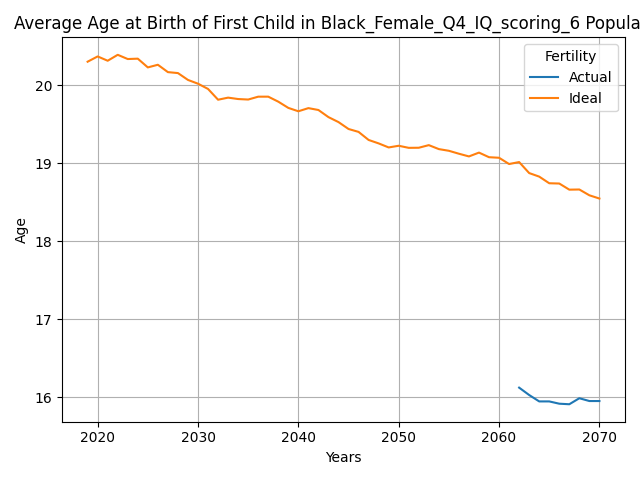 Average Age at Birth of First Child in Black_Female_Q4_IQ_scoring_6 Popula
Fertility
Actual
Ideal
20
19
18
17
16
Age
2020 2030 2040 2050 2060 2070
Years